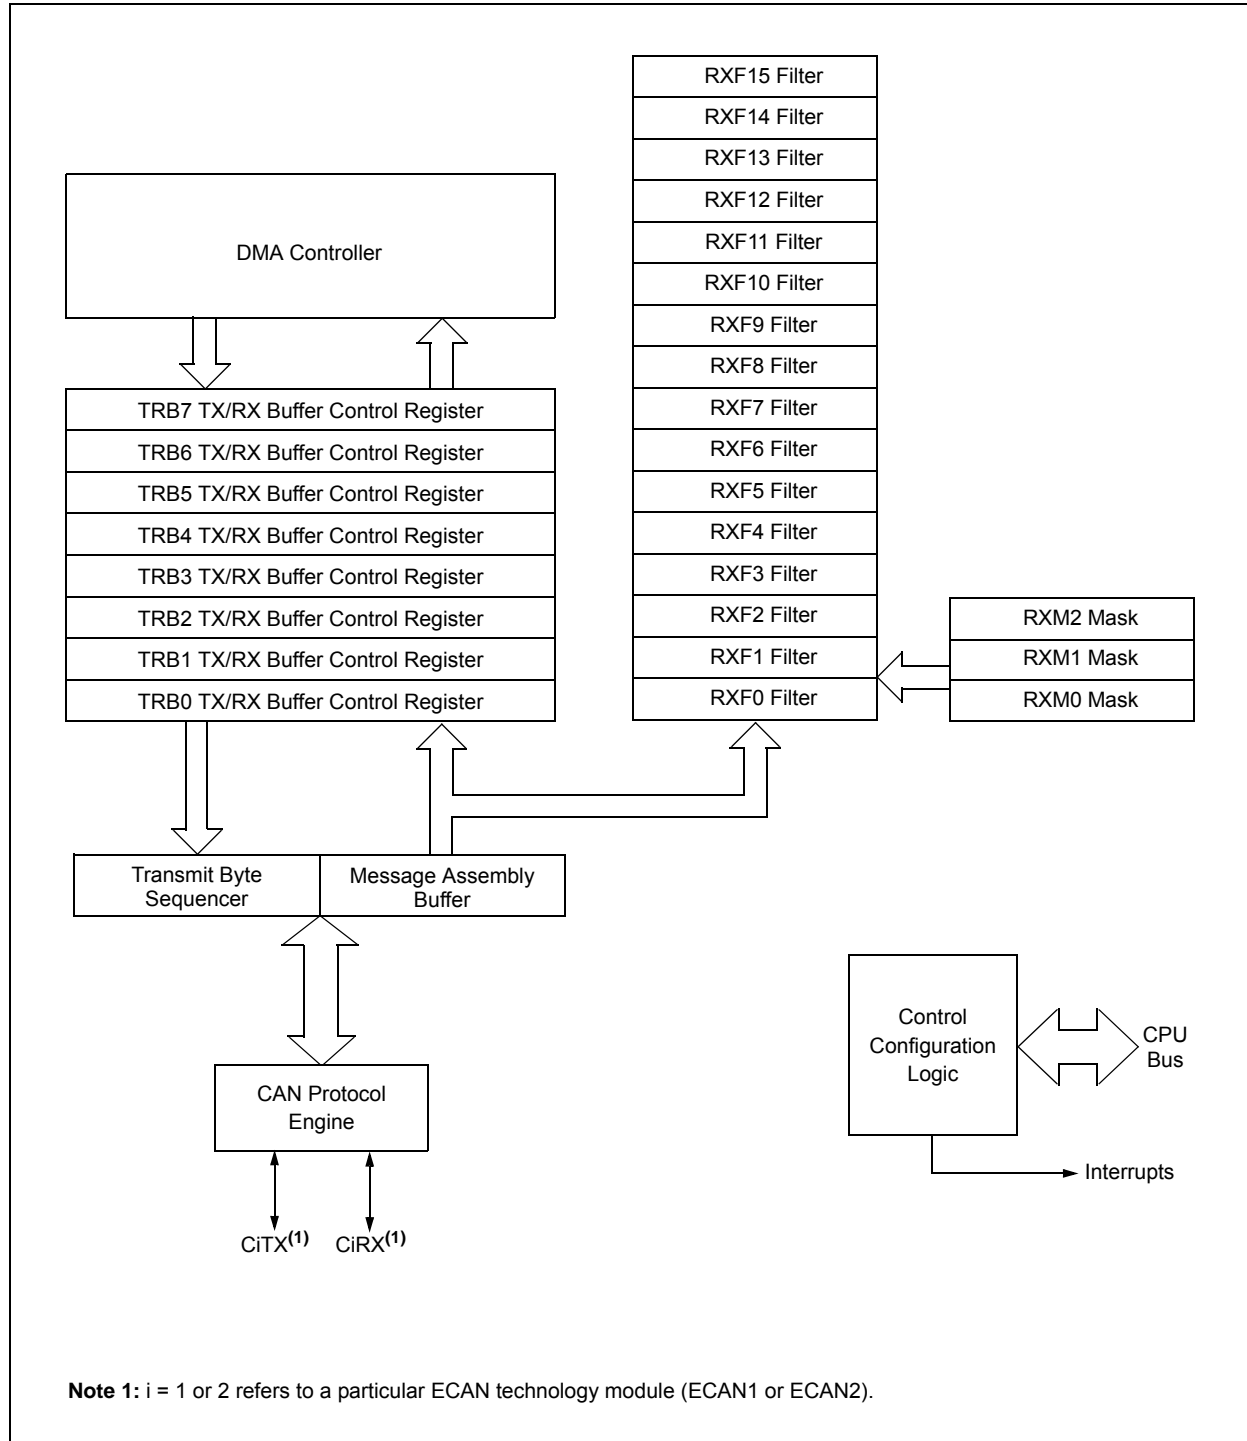 RXF15 Filter
RXF14 Filter
RXF13 Filter
RXF12 Filter
RXF11 Filter
RXF10 Filter
RXF9 Filter
RXF8 Filter
RXF7 Filter
RXF6 Filter
RXF5 Filter
RXF4 Filter
RXF3 Filter
RXF2 Filter
RXF1 Filter
RXF0 Filter
DMA Controller
TRB7 TX/RX Buffer Control Register
TRB6 TX/RX Buffer Control Register
TRB5 TX/RX Buffer Control Register
TRB4 TX/RX Buffer Control Register
TRB3 TX/RX Buffer Control Register
TRB2 TX/RX Buffer Control Register
TRB1 TX/RX Buffer Control Register
TRB0 TX/RX Buffer Control Register
RXM2 Mask
RXM1 Mask
RXM0 Mask
Transmit Byte
Sequencer
Message Assembly
Buffer
Control
Configuration
Logic
CPU
Bus
CAN Protocol
Engine
Interrupts
CiTX(1)
CiRX(1)
Note 1: i = 1 or 2 refers to a particular ECAN technology module (ECAN1 or ECAN2).